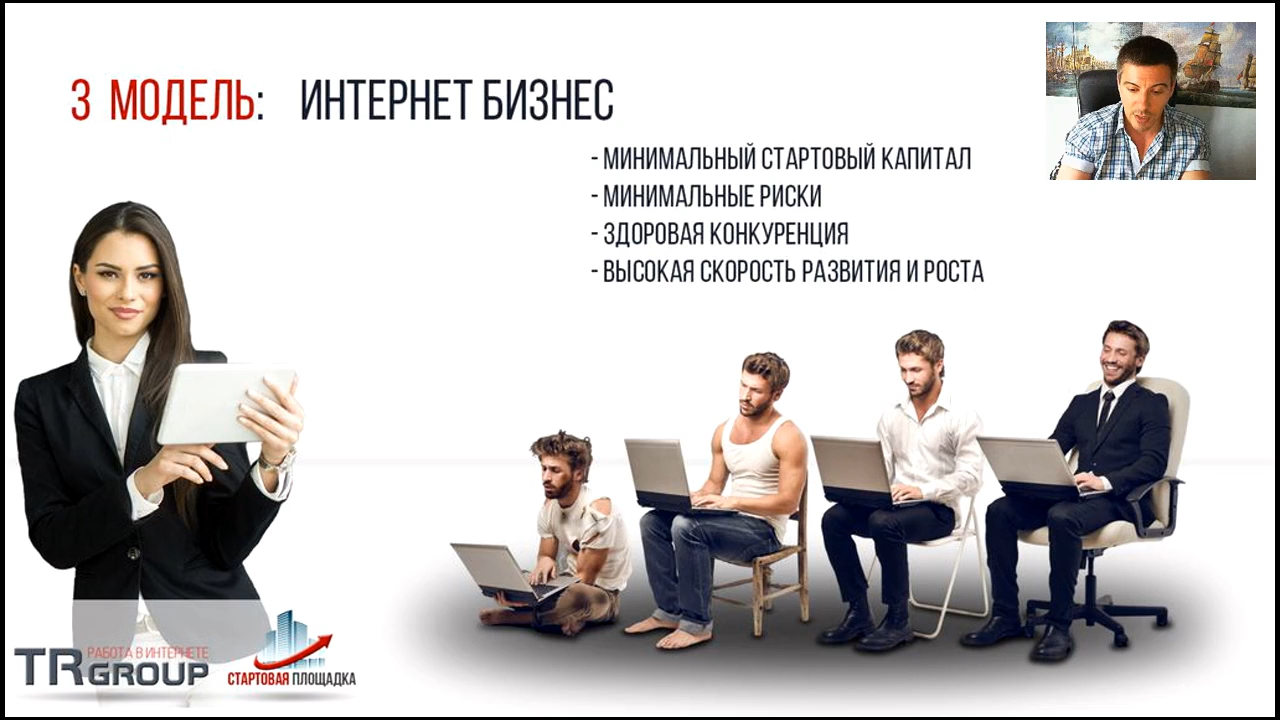 3 МОДЕЛЬ: ИНТЕРНЕТ БИЗНЕС
- МИНИМАЛЬНЫЙ СТАРТОВЫЙ КАПИТАЛ
- МИНИМАЛЬНЫЕ РИСКИ
- ЗДОРОВАЯ КОНКУРЕНЦИЯ
- ВЫСОКАЯ СКОРОСТЬ РАЗВИТИЯ И РОСТА
РАБОТА В ИНТЕРНЕТЕ
TRGROUP
СТАРТОВАЯ ПЛОЩАДКА